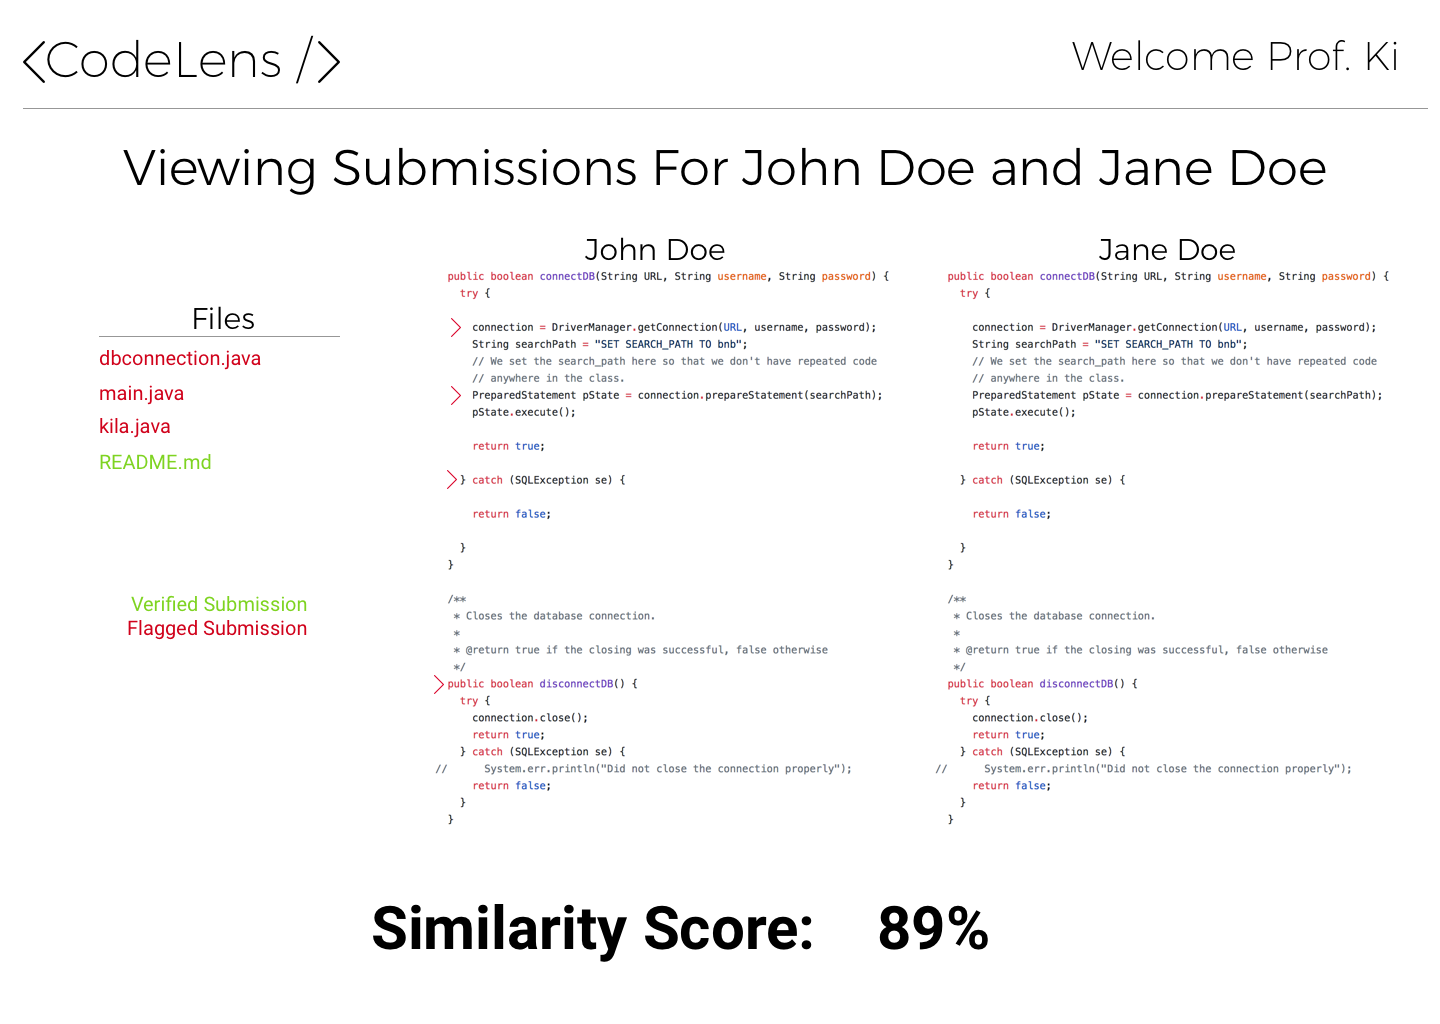 <CodeLens />
Welcome Prof. Ki
Viewing Submissions For John Doe and Jane Doe
Files
dbconnection.java
main.java
kila.java
README.md
Verified Submission
Flagged Submission
John Doe
public boolean connectDB(String URL, String username, String password) {
try {
connection = DriverManager.getConnection(URL, username, password);
String searchPath = "SET SEARCH_PATH TO bnb";
// We set the search_path here so that we don't have repeated code
// anywhere in the class.
PreparedStatement pState = connection.prepareStatement(searchPath);
pState.execute();
return true;
} catch (SQLException se) {
return false;
}
}
/**
* Closes the database connection.
*
* @return true if the closing was successful, false otherwise
*/
public boolean disconnectDB() {
try {
connection.close();
return true;
} catch (SQLException se) {
// System.err.println("Did not close the connection properly");
return false;
}
}
Jane Doe
public boolean connectDB(String URL, String username, String password) {
try {
connection = DriverManager.getConnection(URL, username, password);
String searchPath = "SET SEARCH_PATH TO bnb";
// We set the search_path here so that we don't have repeated code
// anywhere in the class.
PreparedStatement pState = connection.prepareStatement(searchPath);
pState.execute();
return true;
} catch (SQLException se) {
return false;
}
}
/**
* Closes the database connection.
*
* @return true if the closing was successful, false otherwise
*/
public boolean disconnectDB() {
try {
connection.close();
return true;
} catch (SQLException se) {
// System.err.println("Did not close the connection properly");
return false;
}
}
Similarity Score: 89%